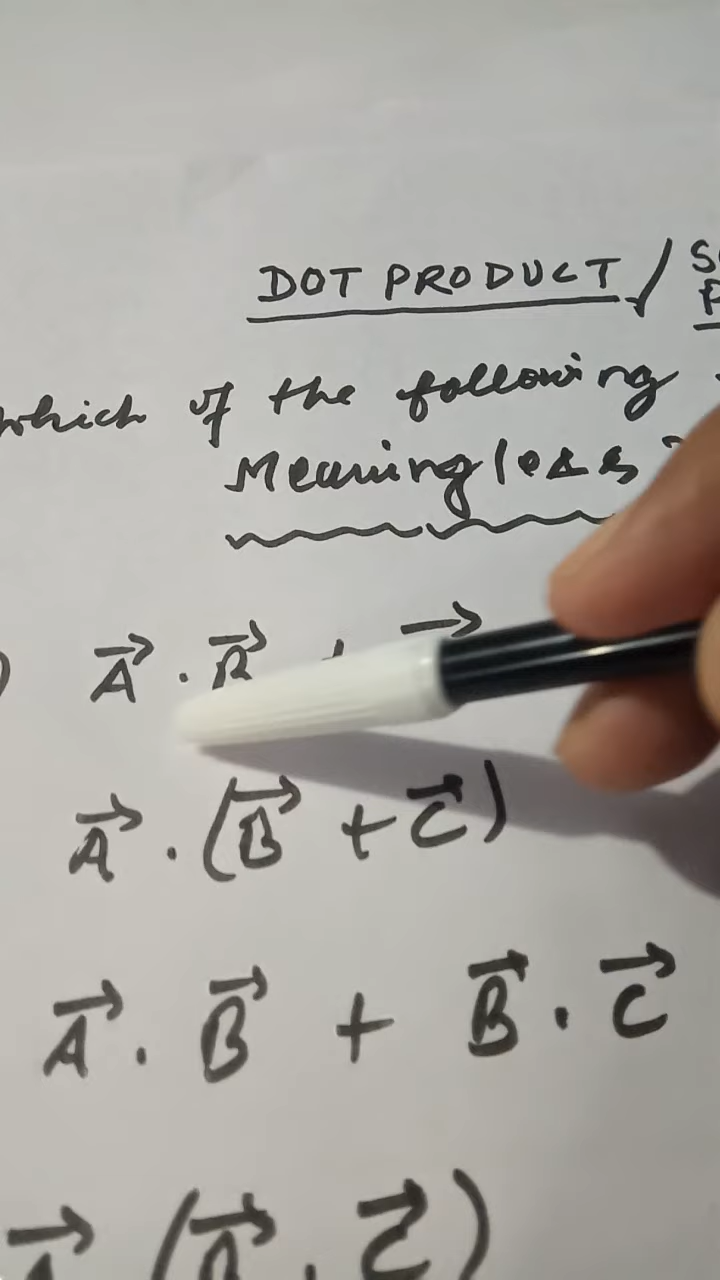 DOT PRODUCT /
which of the following
Meaningless
A⃗ . B⃗ +
A⃗ . (B⃗ + C⃗)
A⃗ . B⃗ + B⃗ . C⃗
A⃗ (B⃗ . C⃗)